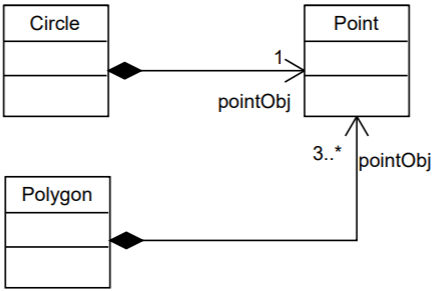 Circle
Point
1
pointObj
3..*
pointObj
Polygon